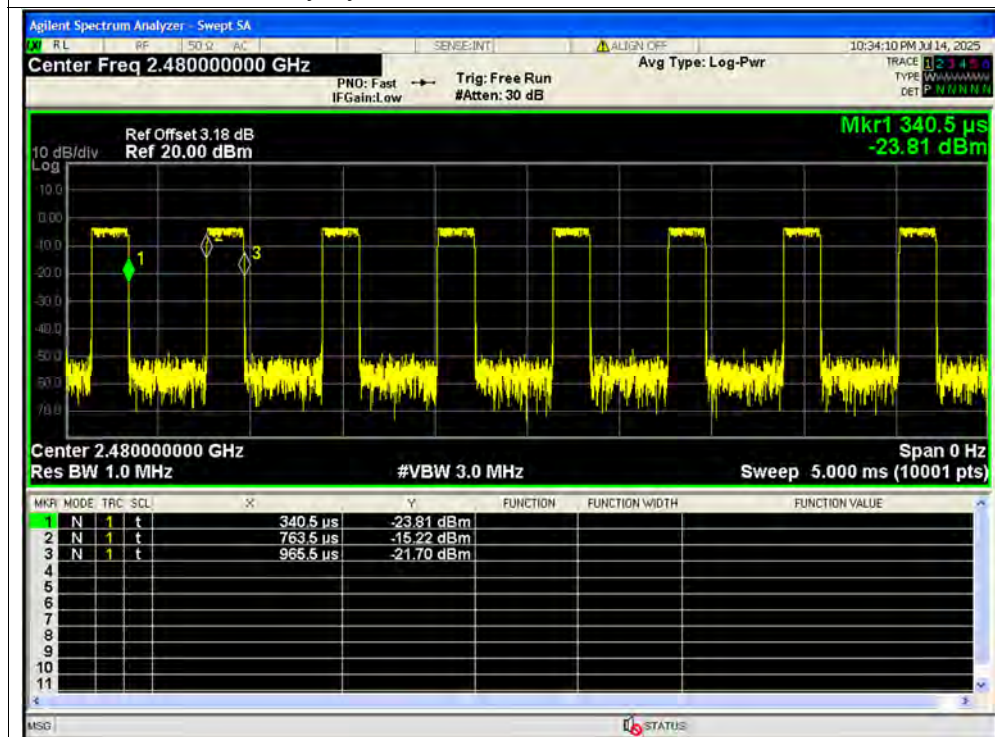 Agilent Spectrum Analyzer - Swept SA
RL RF 50 Ω AC SENSE:INT ALIGN OFF 10:34:10 PM Jul 14, 2025
Center Freq 2.480000000 GHz Avg Type: Log-Pwr TRACE 1 2 3 4 5 6
PNO: Fast Trig: Free Run TYPE W
IFGain:Low #Atten: 30 dB DET P N N N N N
Mkr1 340.5 µs
Ref Offset 3.18 dB
10 dB/div Ref 20.00 dBm -23.81 dBm
Log
10.0
0.00
-10.0
-20.0
-30.0
-40.0
-50.0
-60.0
-70.0
1
2
3
Center 2.480000000 GHz Span 0 Hz
Res BW 1.0 MHz #VBW 3.0 MHz Sweep 5.000 ms (10001 pts)
MKR MODE TRC SCL X Y FUNCTION FUNCTION WIDTH FUNCTION VALUE
1 N 1 t 340.5 µs -23.81 dBm
2 N 1 t 763.5 µs -15.22 dBm
3 N 1 t 965.5 µs -21.70 dBm
4
5
6
7
8
9
10
11
MSG STATUS